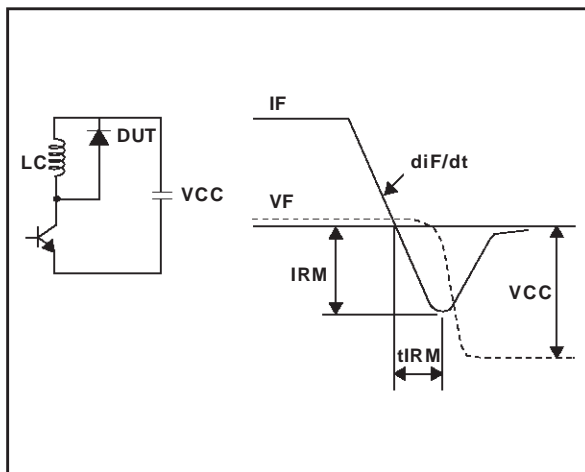 IF
DUT
diF/dt
LC
VCC
VF
IRM
VCC
tIRM